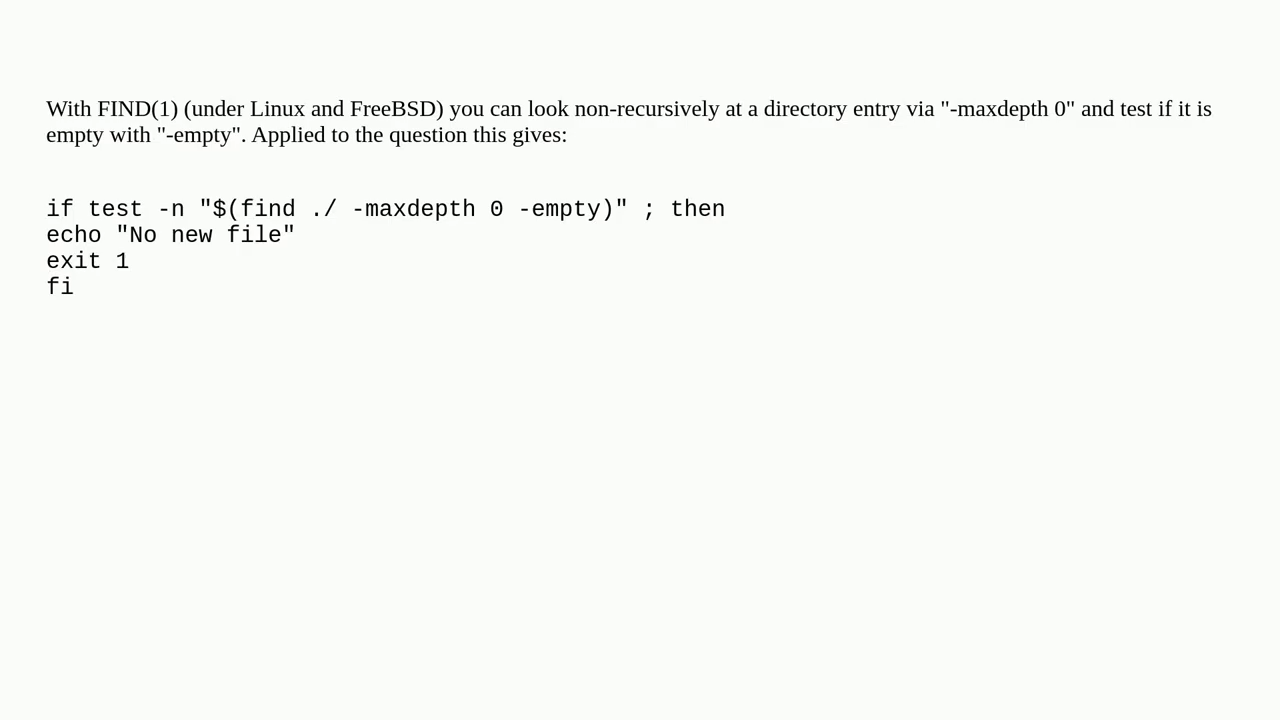 With FIND(1) (under Linux and FreeBSD) you can look non-recursively at a directory entry via "-maxdepth 0" and test if it is
empty with "-empty". Applied to the question this gives:
if test -n "$(find ./ -maxdepth 0 -empty)" ; then
echo "No new file"
exit 1
fi